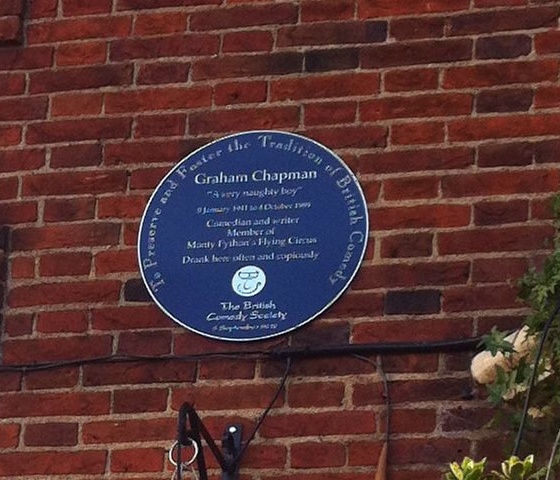 To Preserve and Foster the Tradition of British Comedy
Graham Chapman
"A very naughty boy"
8 January 1941 to 4 October 1989
Comedian and writer
Member of
Monty Python's Flying Circus
Drank here often and copiously
The British
Comedy Society
September